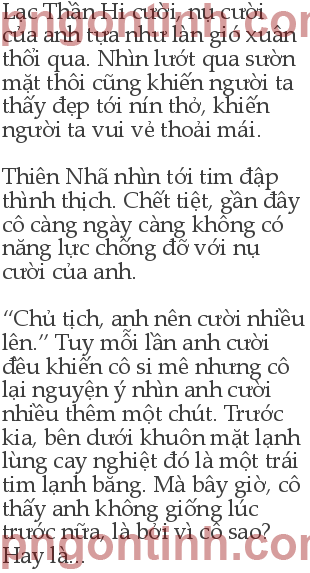 Lạc Thần Hi cười, nụ cười
của anh tựa như làn gió xuân
thổi qua. Nhìn lướt qua sườn
mặt thôi cũng khiến người ta
thấy đẹp tới nín thở, khiến
người ta vui vẻ thoải mái.
Thiên Nhã nhìn tới tim đập
thình thịch. Chết tiệt, gần đây
cô càng ngày càng không có
năng lực chống đỡ với nụ
cười của anh.
“Chủ tịch, anh nên cười nhiều
lên.” Tuy mỗi lần anh cười
đều khiến cô si mê nhưng cô
lại nguyện ý nhìn anh cười
nhiều thêm một chút. Trước
kia, bên dưới khuôn mặt lạnh
lùng cay nghiệt đó là một trái
tim lạnh băng. Mà bây giờ, cô
thấy anh không giống lúc
trước nữa, là bởi vì cô sao?
Hay là...
pngontinh.com
pngontinh.com